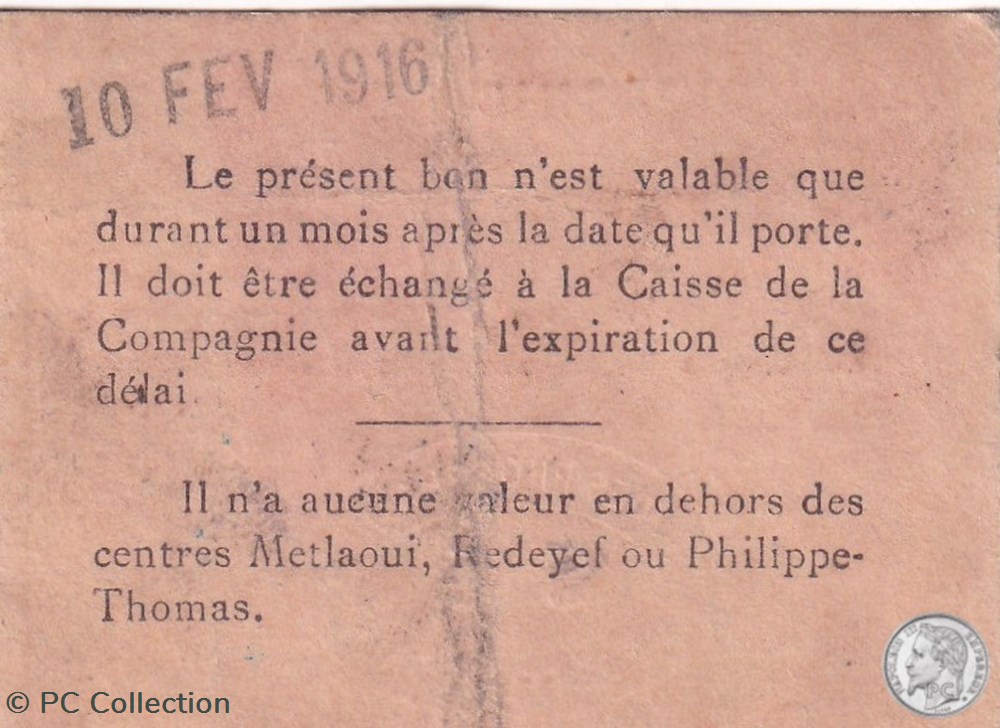 10 FEV 1916
Le présent bon n'est valable que
durant un mois après la date qu'il porte.
Il doit être échangé à la Caisse de la
Compagnie avant l'expiration de ce
délai.
Il n'a aucune valeur en dehors des
centres Metlaoui, Redeyef ou Philippe-
Thomas.
© PC Collection
PC